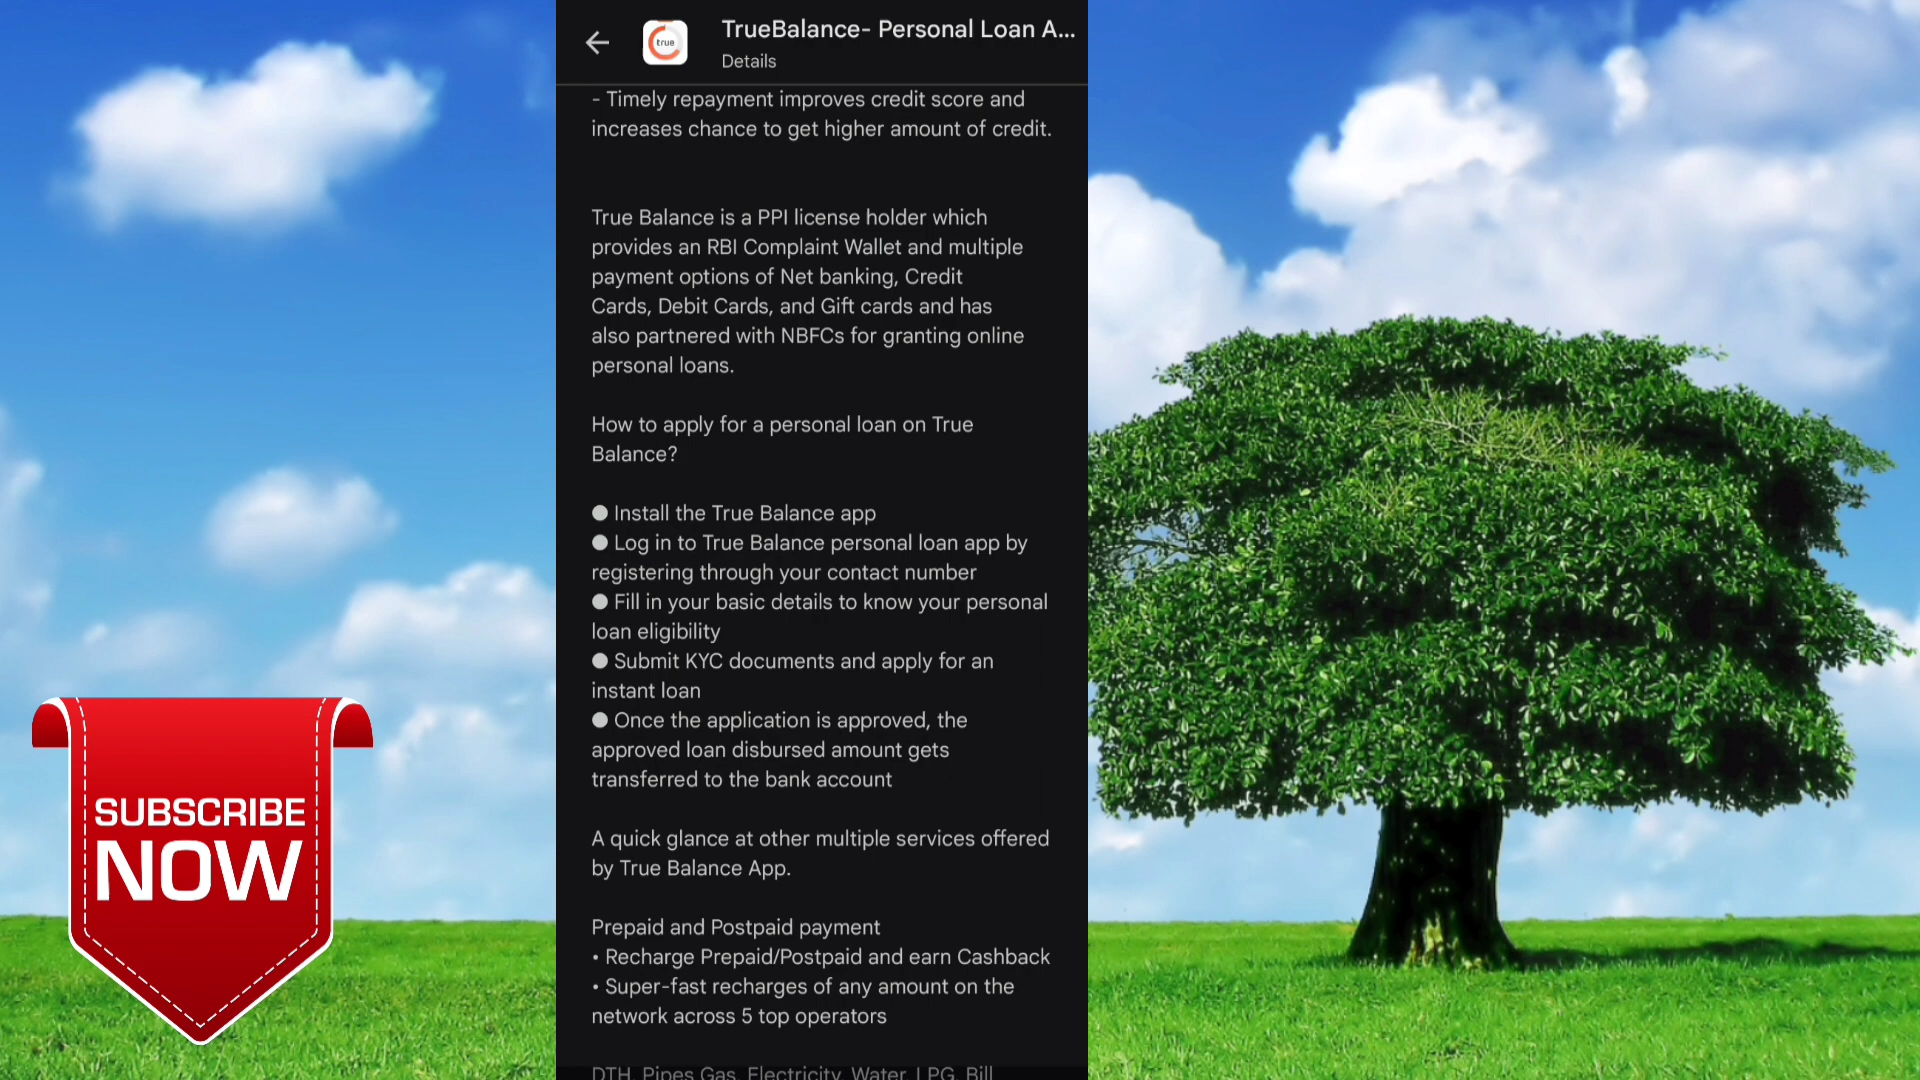 TrueBalance- Personal Loan A...
true
Details
- Timely repayment improves credit score and
increases chance to get higher amount of credit.
True Balance is a PPI license holder which
provides an RBI Complaint Wallet and multiple
payment options of Net banking, Credit
Cards, Debit Cards, and Gift cards and has
also partnered with NBFCs for granting online
personal loans.
How to apply for a personal loan on True
Balance?
● Install the True Balance app
● Log in to True Balance personal loan app by
registering through your contact number
● Fill in your basic details to know your personal
loan eligibility
● Submit KYC documents and apply for an
instant loan
● Once the application is approved, the
approved loan disbursed amount gets
transferred to the bank account
A quick glance at other multiple services offered
by True Balance App.
Prepaid and Postpaid payment
• Recharge Prepaid/Postpaid and earn Cashback
• Super-fast recharges of any amount on the
network across 5 top operators
DTH, Pipes Gas, Electricity, Water, LPG, Bill
SUBSCRIBE
NOW